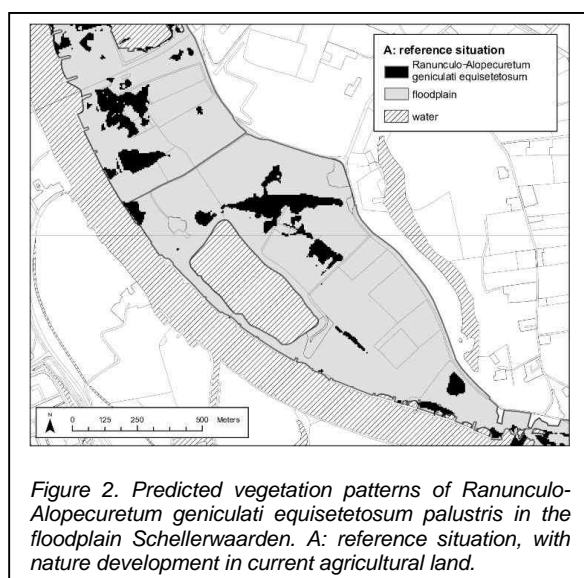 A: reference situation
Ranunculo-Alopecuretum
geniculati equisetetosum
floodplain
water
N
0 125 250 500 Meters
Figure 2. Predicted vegetation patterns of Ranunculo-
Alopecuretum geniculati equisetetosum palustris in the
floodplain Schellerwaarden. A: reference situation, with
nature development in current agricultural land.